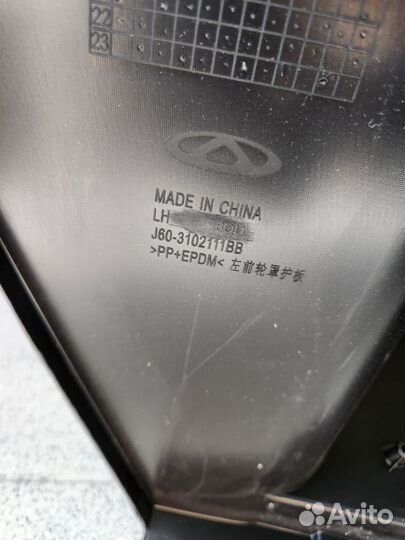 22
23
MADE IN CHINA
LH
J60-3102111BB
>PP+EPDM< 左前轮罩护板
Avito